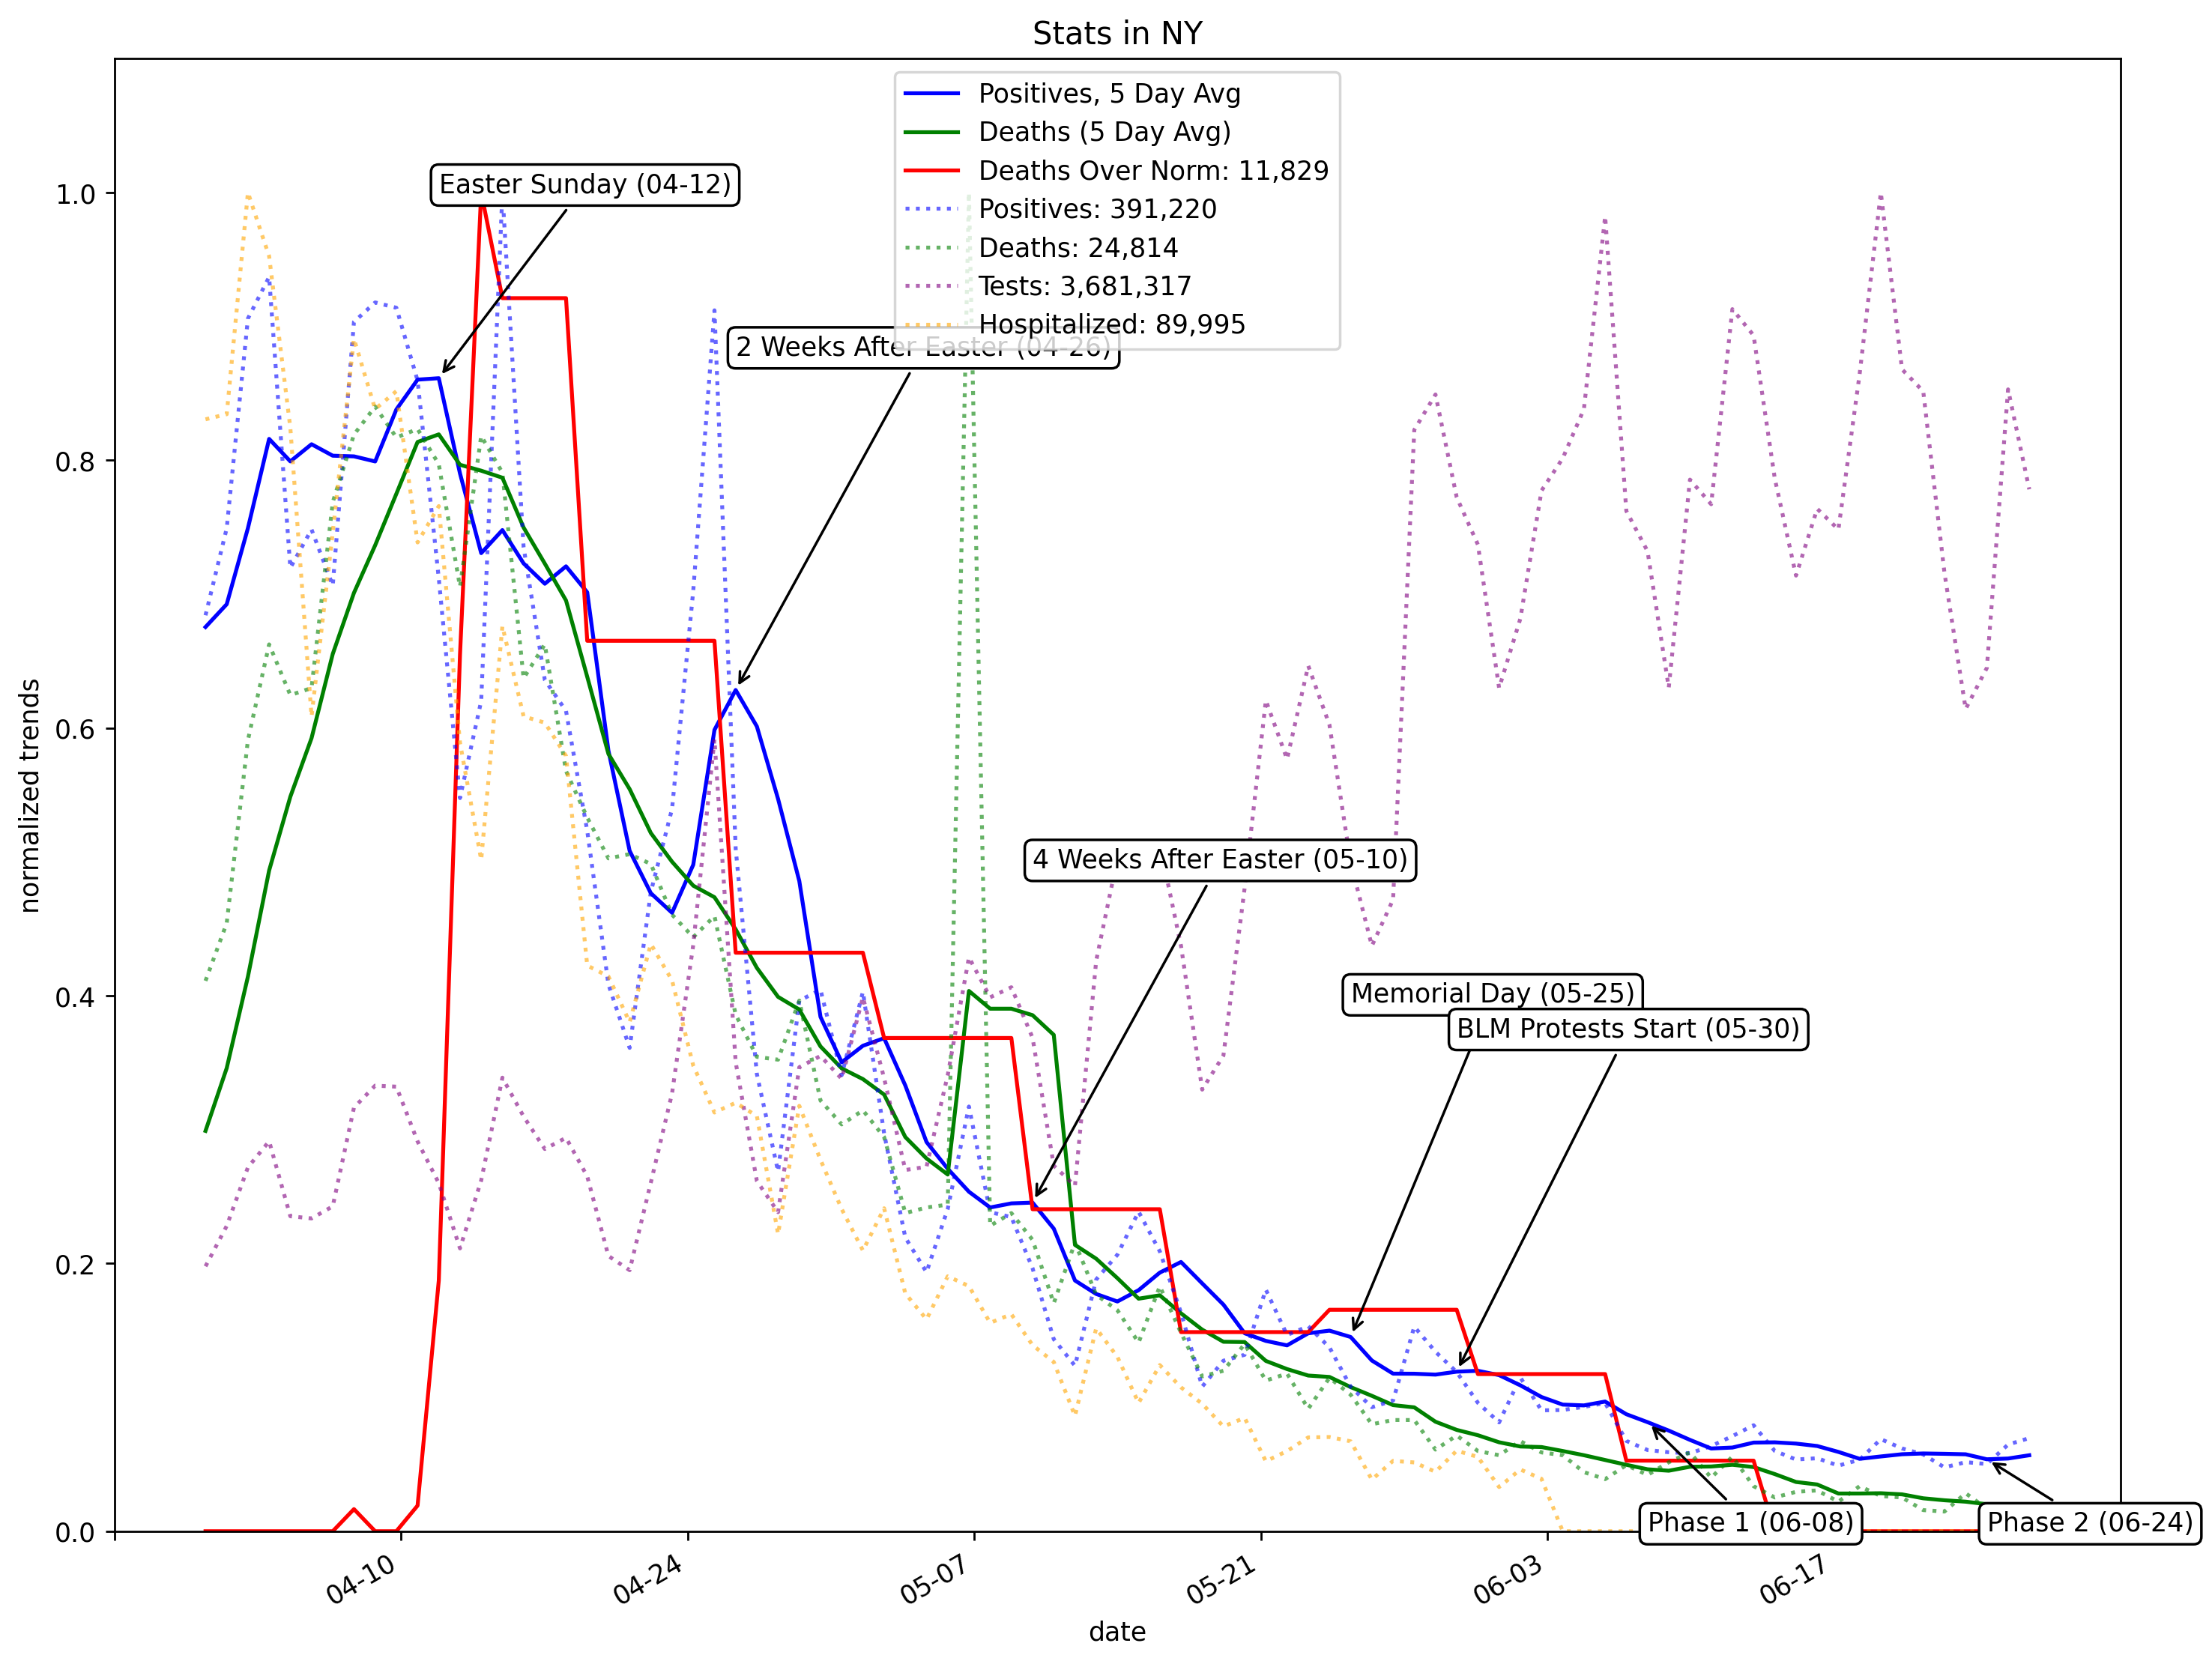 Stats in NY
Positives, 5 Day Avg
Deaths (5 Day Avg)
Deaths Over Norm: 11,829
Positives: 391,220
Deaths: 24,814
Tests: 3,681,317
Hospitalized: 89,995
Easter Sunday (04-12)
2 Weeks After Easter (04-26)
4 Weeks After Easter (05-10)
Memorial Day (05-25)
BLM Protests Start (05-30)
Phase 1 (06-08)
Phase 2 (06-24)
normalized trends
1.0
0.8
0.6
0.4
0.2
0.0
04-10
04-24
05-07
05-21
06-03
06-17
date